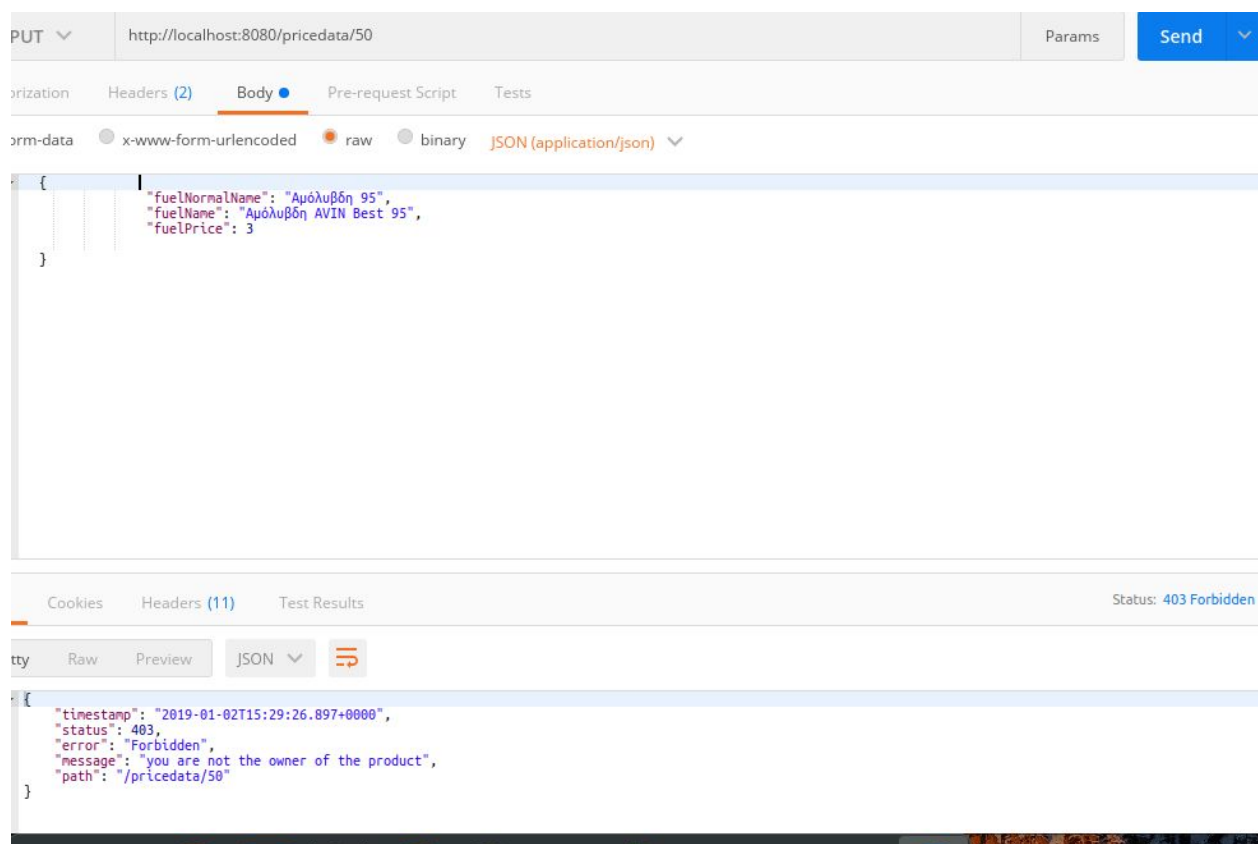 PUT http://localhost:8080/pricedata/50 Params Send
orization Headers (2) Body Pre-request Script Tests
orm-data x-www-form-urlencoded raw binary JSON (application/json)
{
"fuelNormalName": "Αμόλυβδη 95",
"fuelName": "Αμόλυβδη AVIN Best 95",
"fuelPrice": 3
}
Cookies Headers (11) Test Results Status: 403 Forbidden
tty Raw Preview JSON
{
"timestamp": "2019-01-02T15:29:26.897+0000",
"status": 403,
"error": "Forbidden",
"message": "you are not the owner of the product",
"path": "/pricedata/50"
}